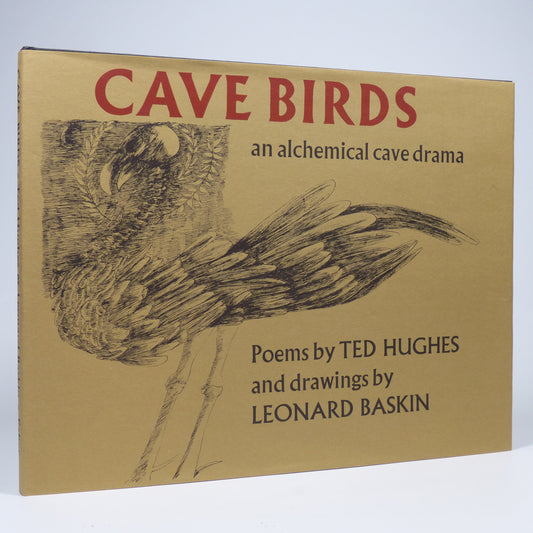 CAVE BIRDS
an alchemical cave drama
Poems by TED HUGHES
and drawings by
LEONARD BASKIN